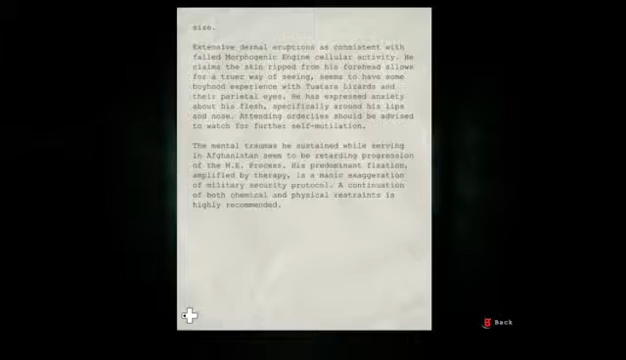 size.
Extensive dermal eruptions as consistent with
failed Morphogenic Engine cellular activity. He
claims the skin ripped from his forehead allows
for a truer way of seeing, seems to have some
boyhood experience with Tuatara Lizards and
their parietal eyes. He has expressed anxiety
about his flesh, specifically around his lips
and nose. Attending orderlies should be advised
to watch for further self-mutilation.
The mental traumas he sustained while serving
in Afghanistan seem to be retarding progression
of the M.E. Process. His predominant fixation,
amplified by therapy, is a manic exaggeration
of military security protocol. A continuation
of both chemical and physical restraints is
highly recommended.
B Back